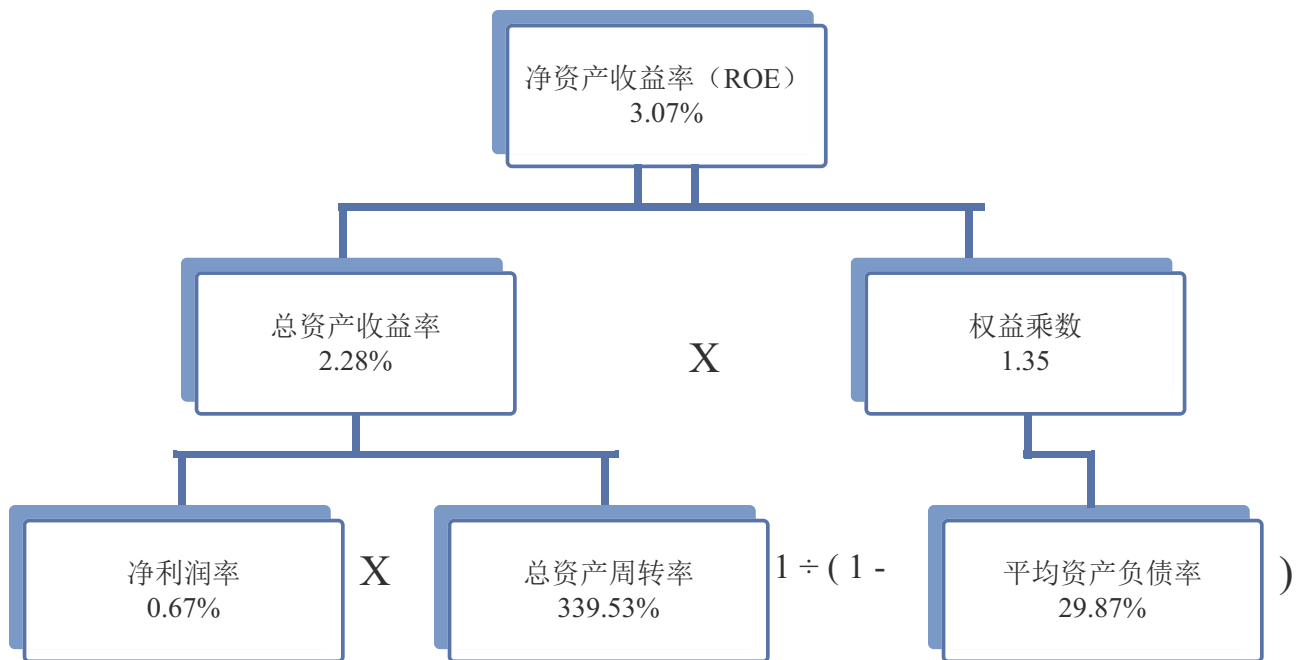 净资产收益率（ROE）
3.07%
总资产收益率
2.28%
X
权益乘数
1.35
净利润率
0.67%
X
总资产周转率
339.53%
1 ÷ ( 1 -
平均资产负债率
29.87%
)